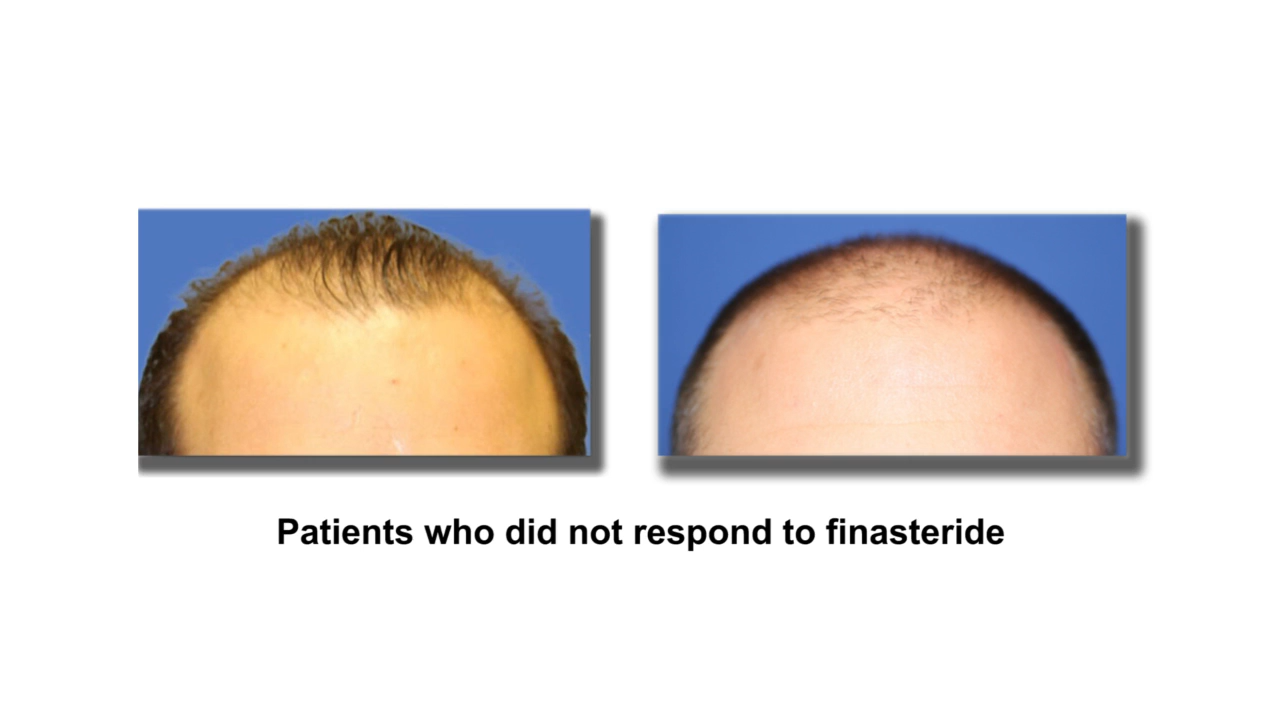 Patients who did not respond to finasteride